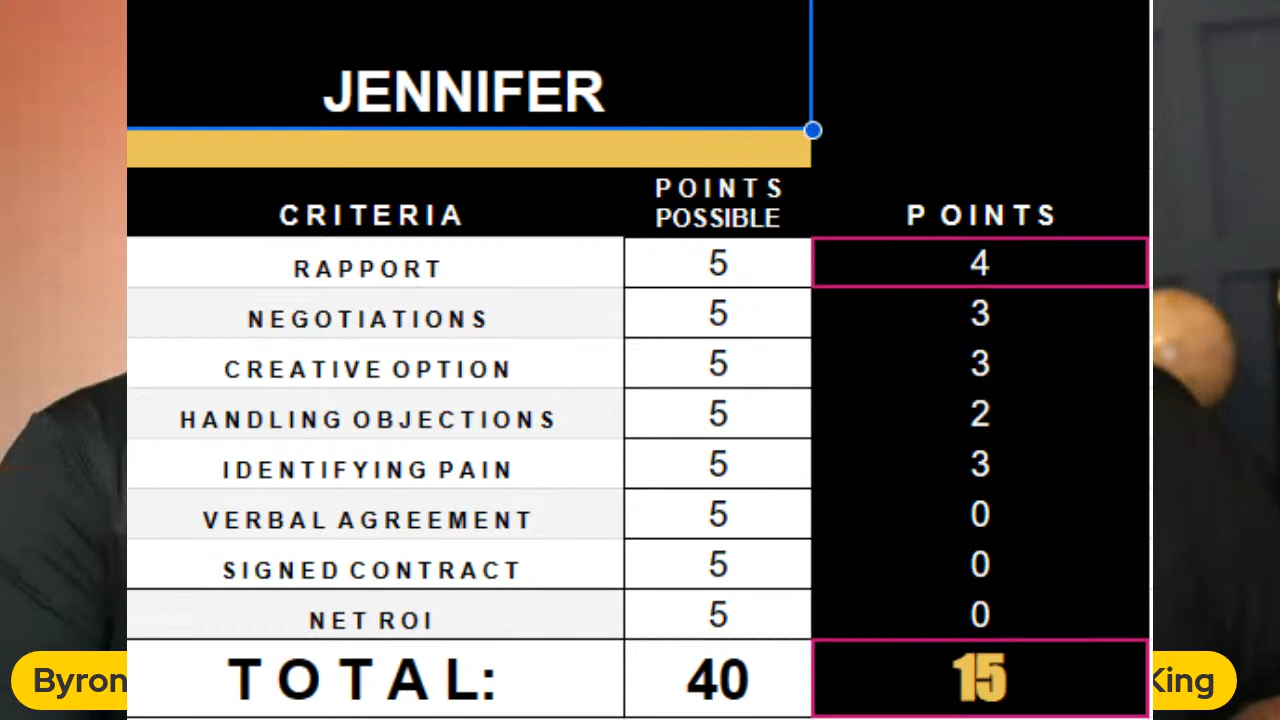 JENNIFER
CRITERIA POINTS POSSIBLE POINTS
RAPPORT 5 4
NEGOTIATIONS 5 3
CREATIVE OPTION 5 3
HANDLING OBJECTIONS 5 2
IDENTIFYING PAIN 5 3
VERBAL AGREEMENT 5 0
SIGNED CONTRACT 5 0
NET ROI 5 0
TOTAL: 40 15
Byron
King